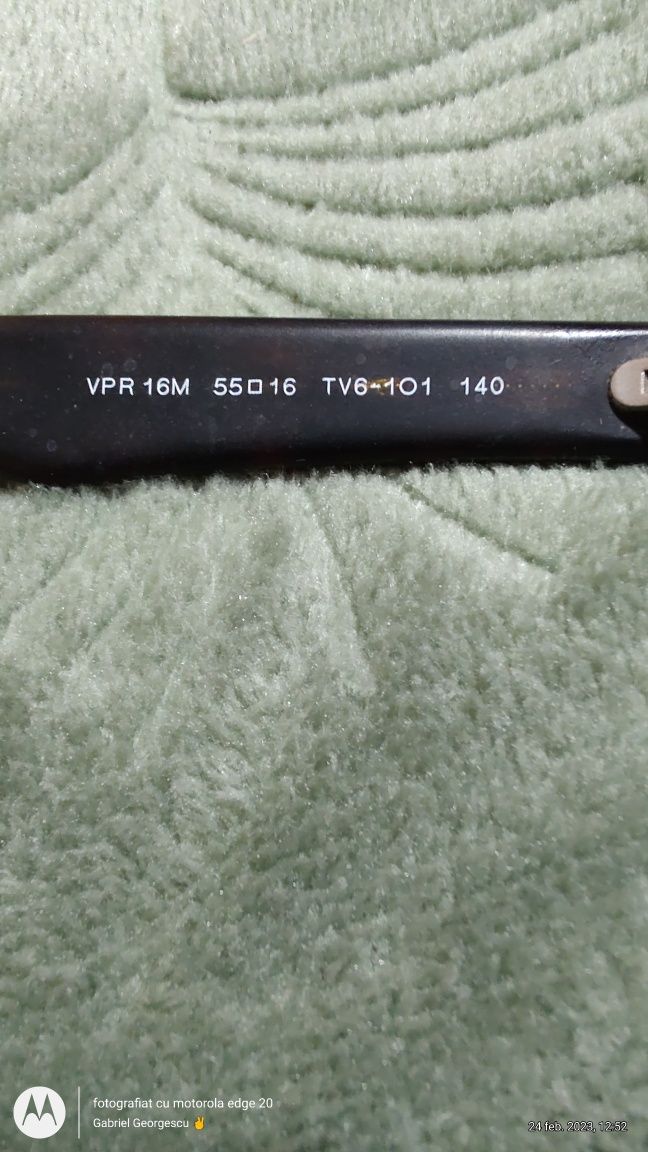 VPR 16M 55□16 TV6-1O1 140
fotografiat cu motorola edge 20
Gabriel Georgescu ✌
24 feb. 2023, 12:52